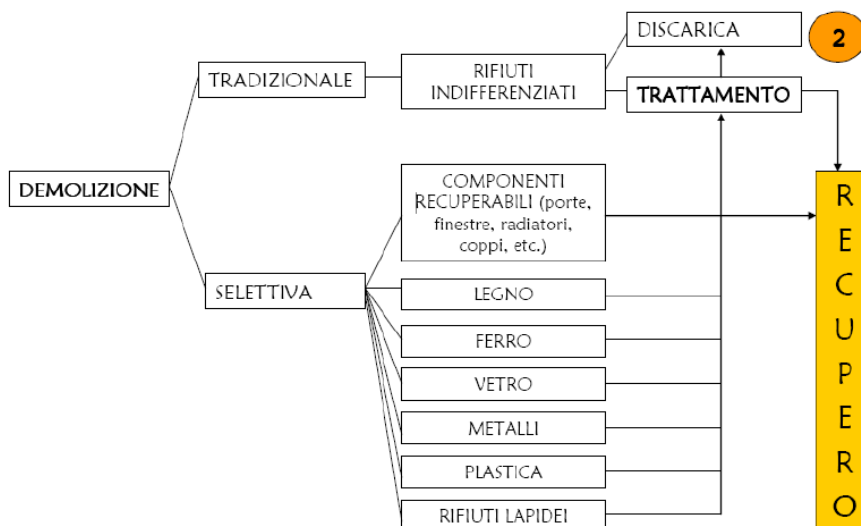 DISCARICA
2
TRADIZIONALE
RIFIUTI
INDIFFERENZIATI
TRATTAMENTO
DEMOLIZIONE
COMPONENTI
RECUPERABILI (porte,
finestre, radiatori,
coppi, etc.)
SELETTIVA
LEGNO
FERRO
VETRO
METALLI
PLASTICA
RIFIUTI LAPIDEI
R
E
C
U
P
E
R
O